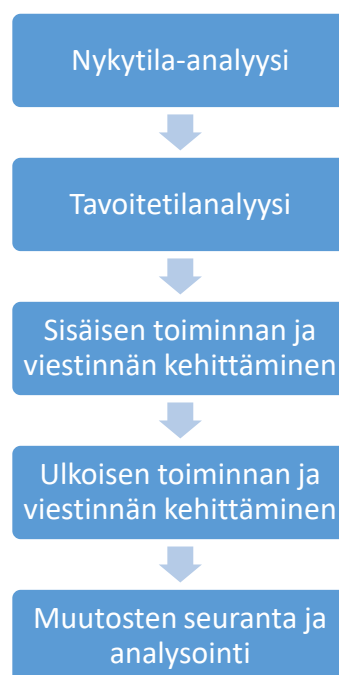 Nykytila-analyysi
Tavoitetilanalyysi
Sisäisen toiminnan ja
viestinnän kehittäminen
Ulkoisen toiminnan ja
viestinnän kehittäminen
Muutosten seuranta ja
analysointi